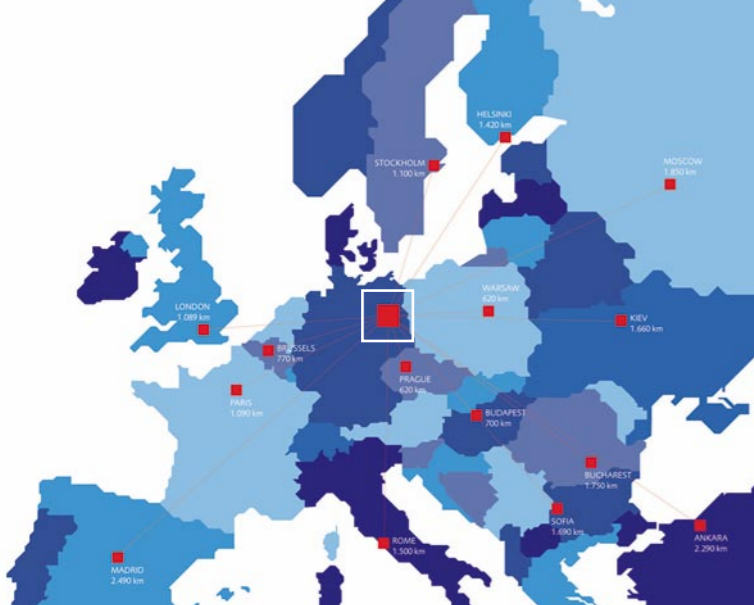 HELSINKI
1.420 km
STOCKHOLM
1.100 km
MOSCOW
1.850 km
WARSAW
620 km
LONDON
1.089 km
KIEV
1.660 km
BRUSSELS
770 km
PRAGUE
620 km
PARIS
1.090 km
BUDAPEST
700 km
BUCHAREST
1.730 km
SOFIA
1.690 km
ANKARA
2.290 km
ROME
1.500 km
MADRID
2.490 km